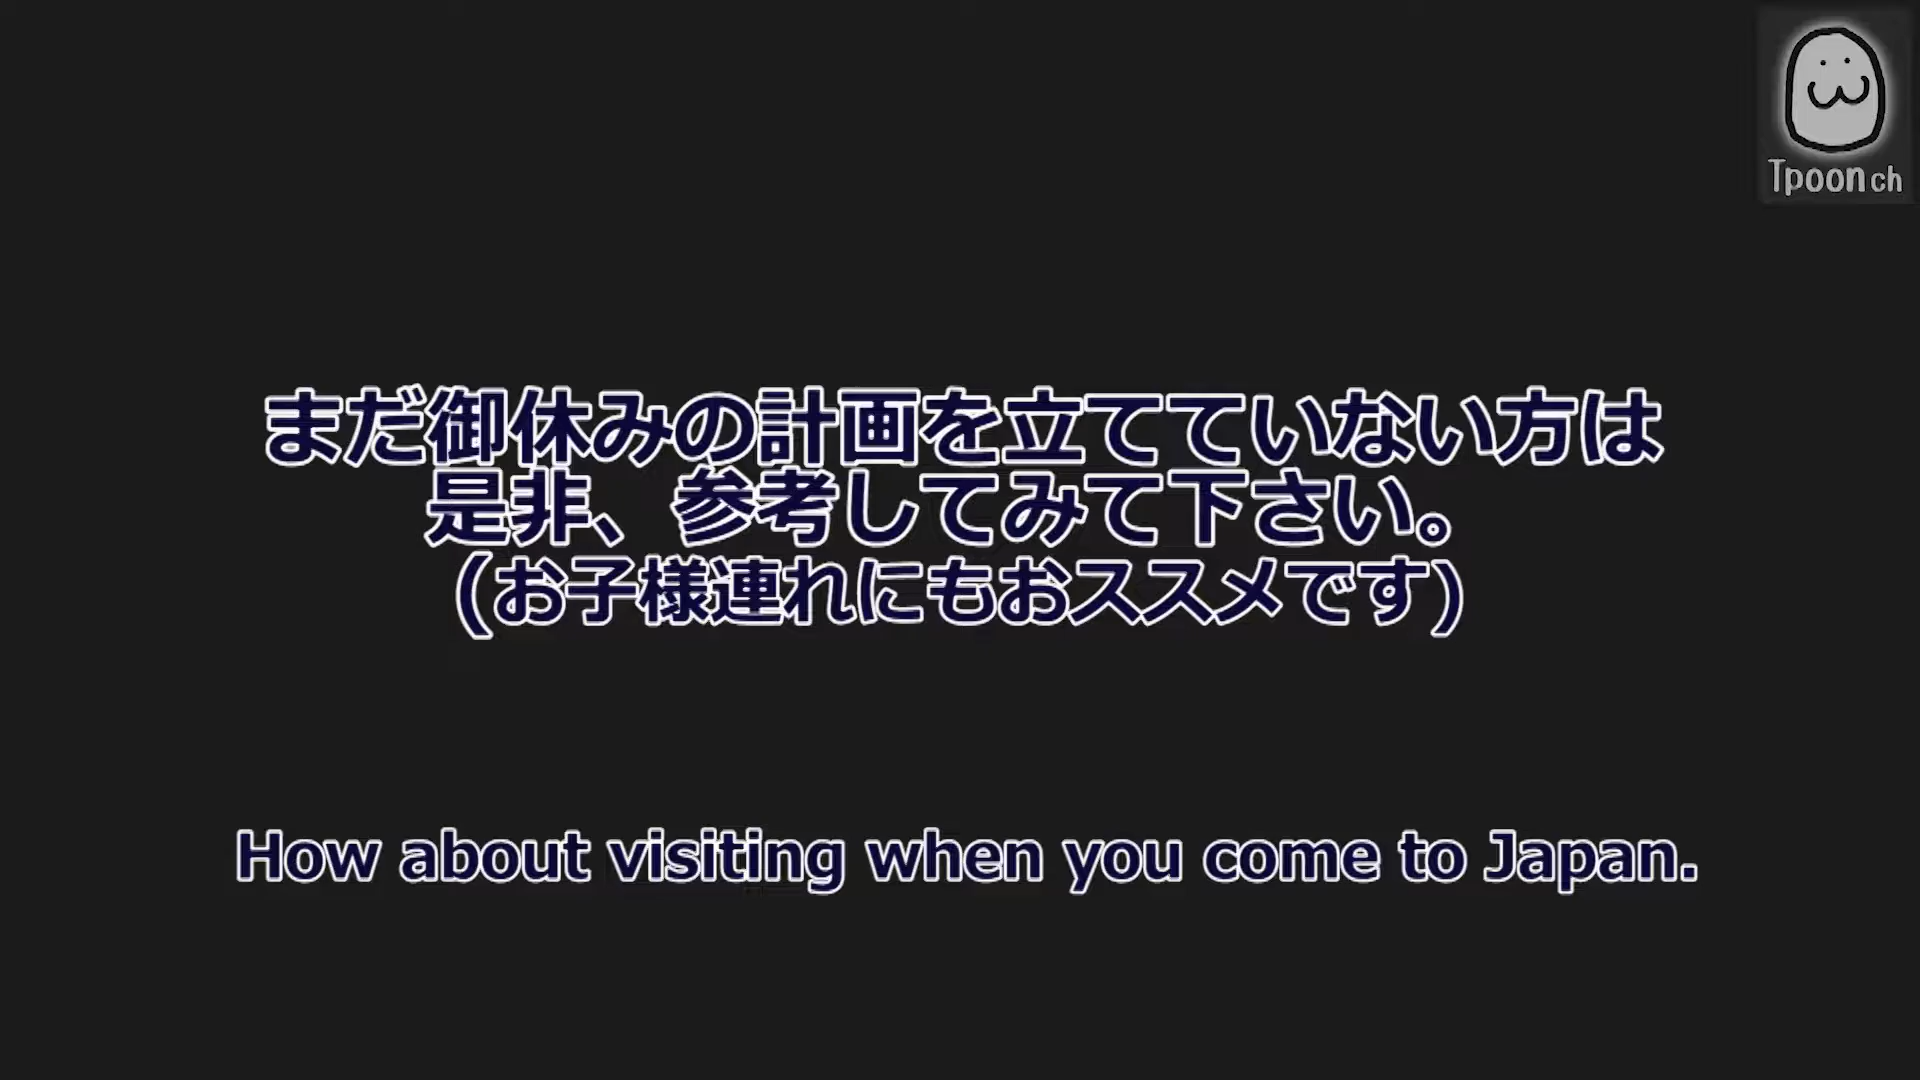 Tpoon ch
まだ御休みの計画を立てていない方は
是非、参考してみて下さい。
(お子様連れにもおススメです)
How about visiting when you come to Japan.